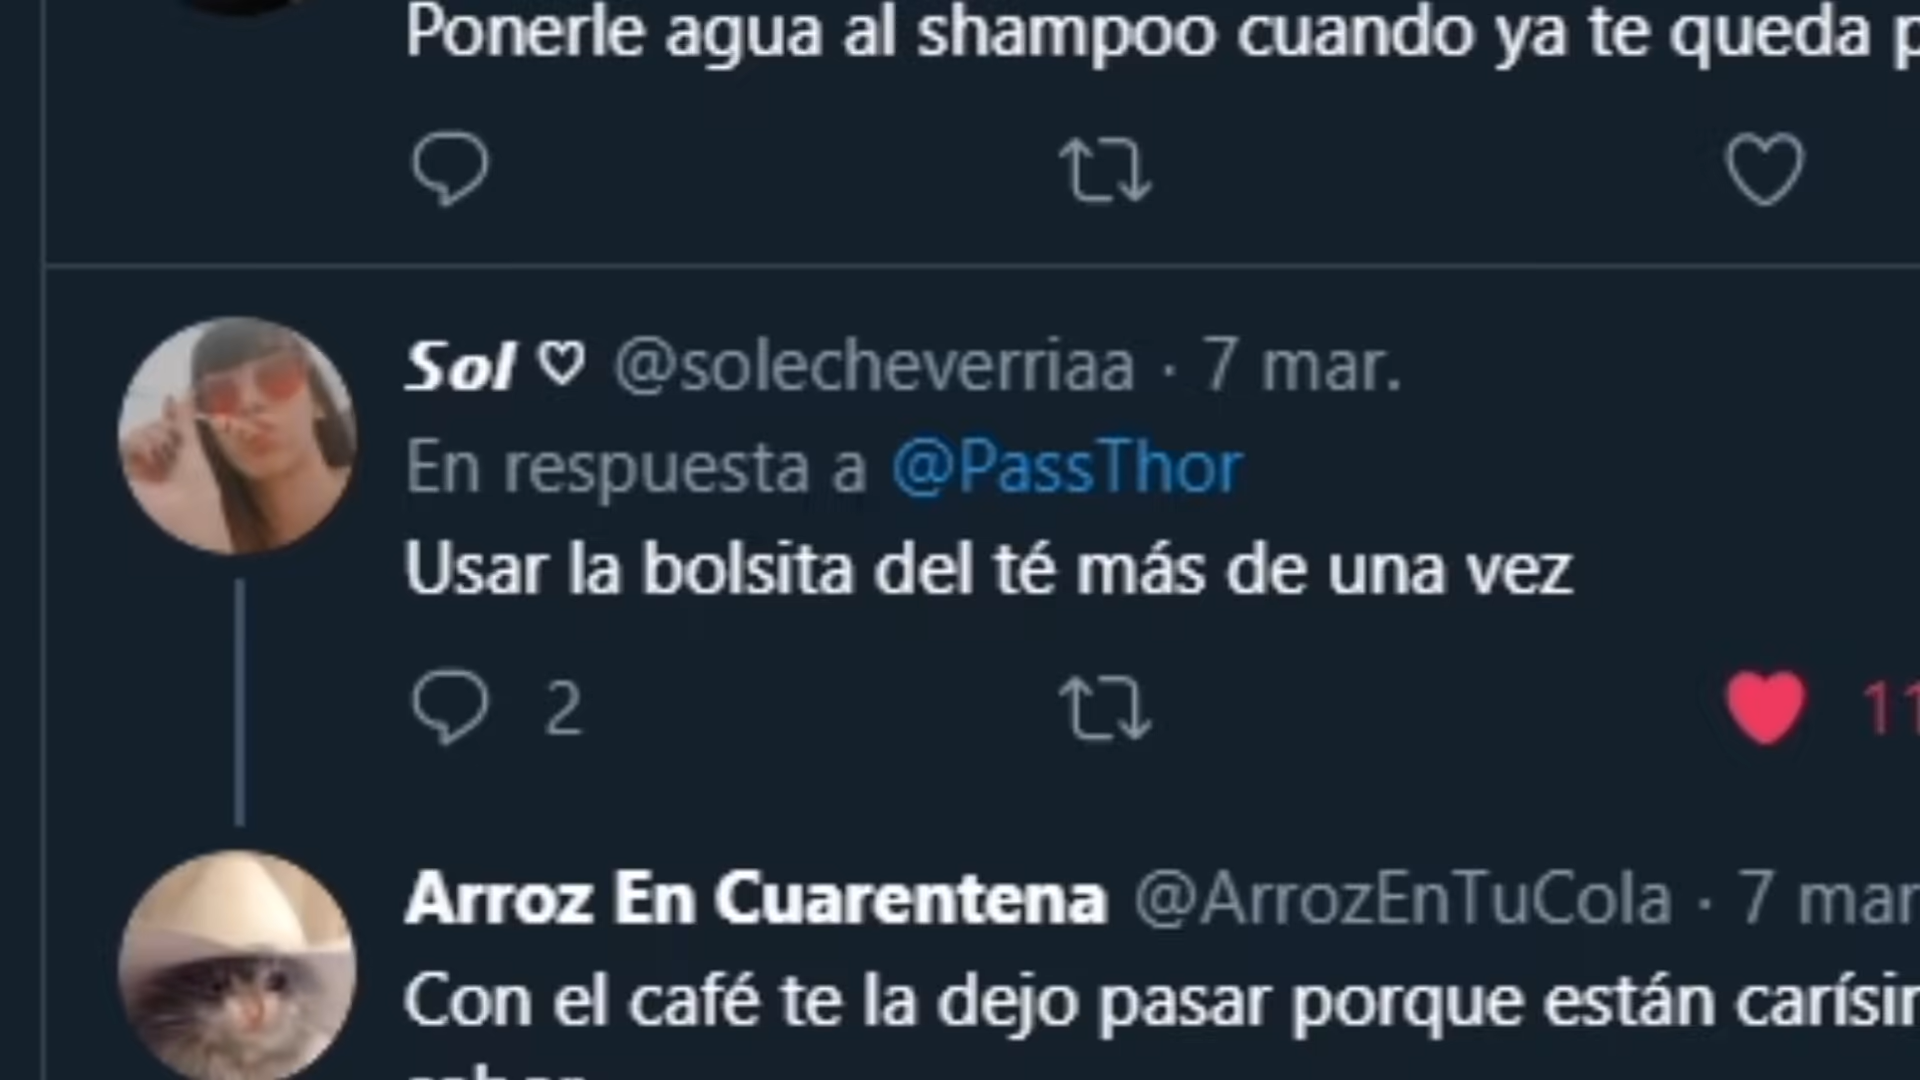 Ponerle agua al shampoo cuando ya te queda
Sol ♡ @solecheverriaa · 7 mar.
En respuesta a @PassThor
Usar la bolsita del té más de una vez
2
11
Arroz En Cuarentena @ArrozEnTuCola · 7 mar
Con el café te la dejo pasar porque están